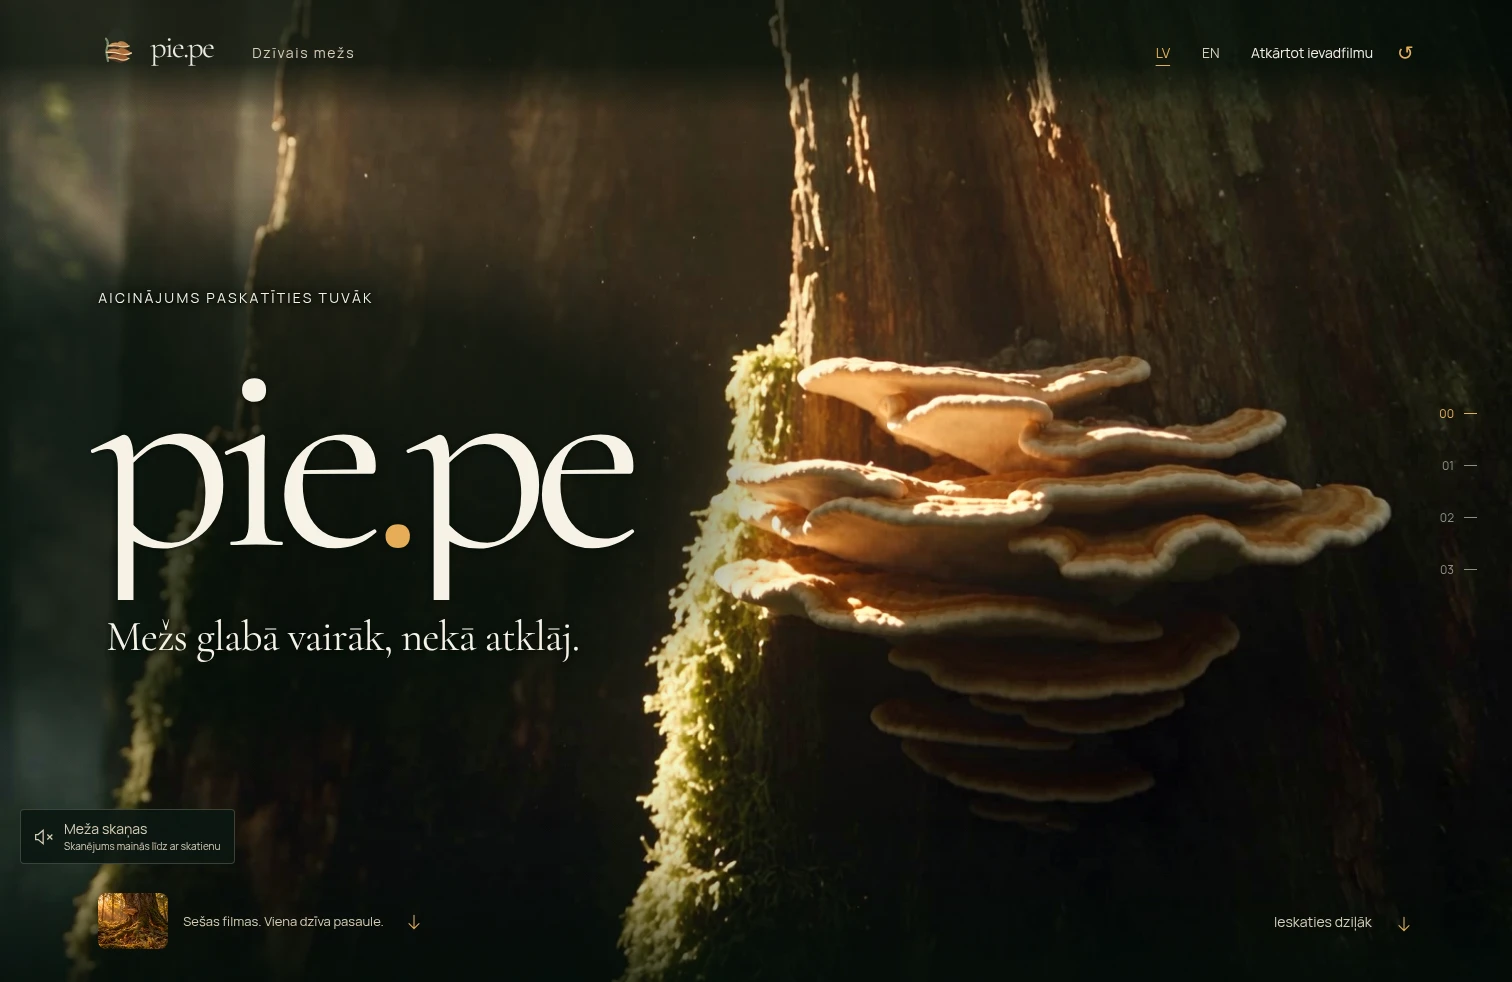 pie.pe
Dzīvais mežs
LV
EN
Atkārtot ievadfilmu
AICINĀJUMS PASKATĪTIES TUVĀK
pie.pe
Mežs glabā vairāk, nekā atklāj.
00
01
02
03
Meža skaņas
Skanējums mainās līdz ar skatienu
Sešas filmas. Viena dzīva pasaule.
Ieskaties dziļāk